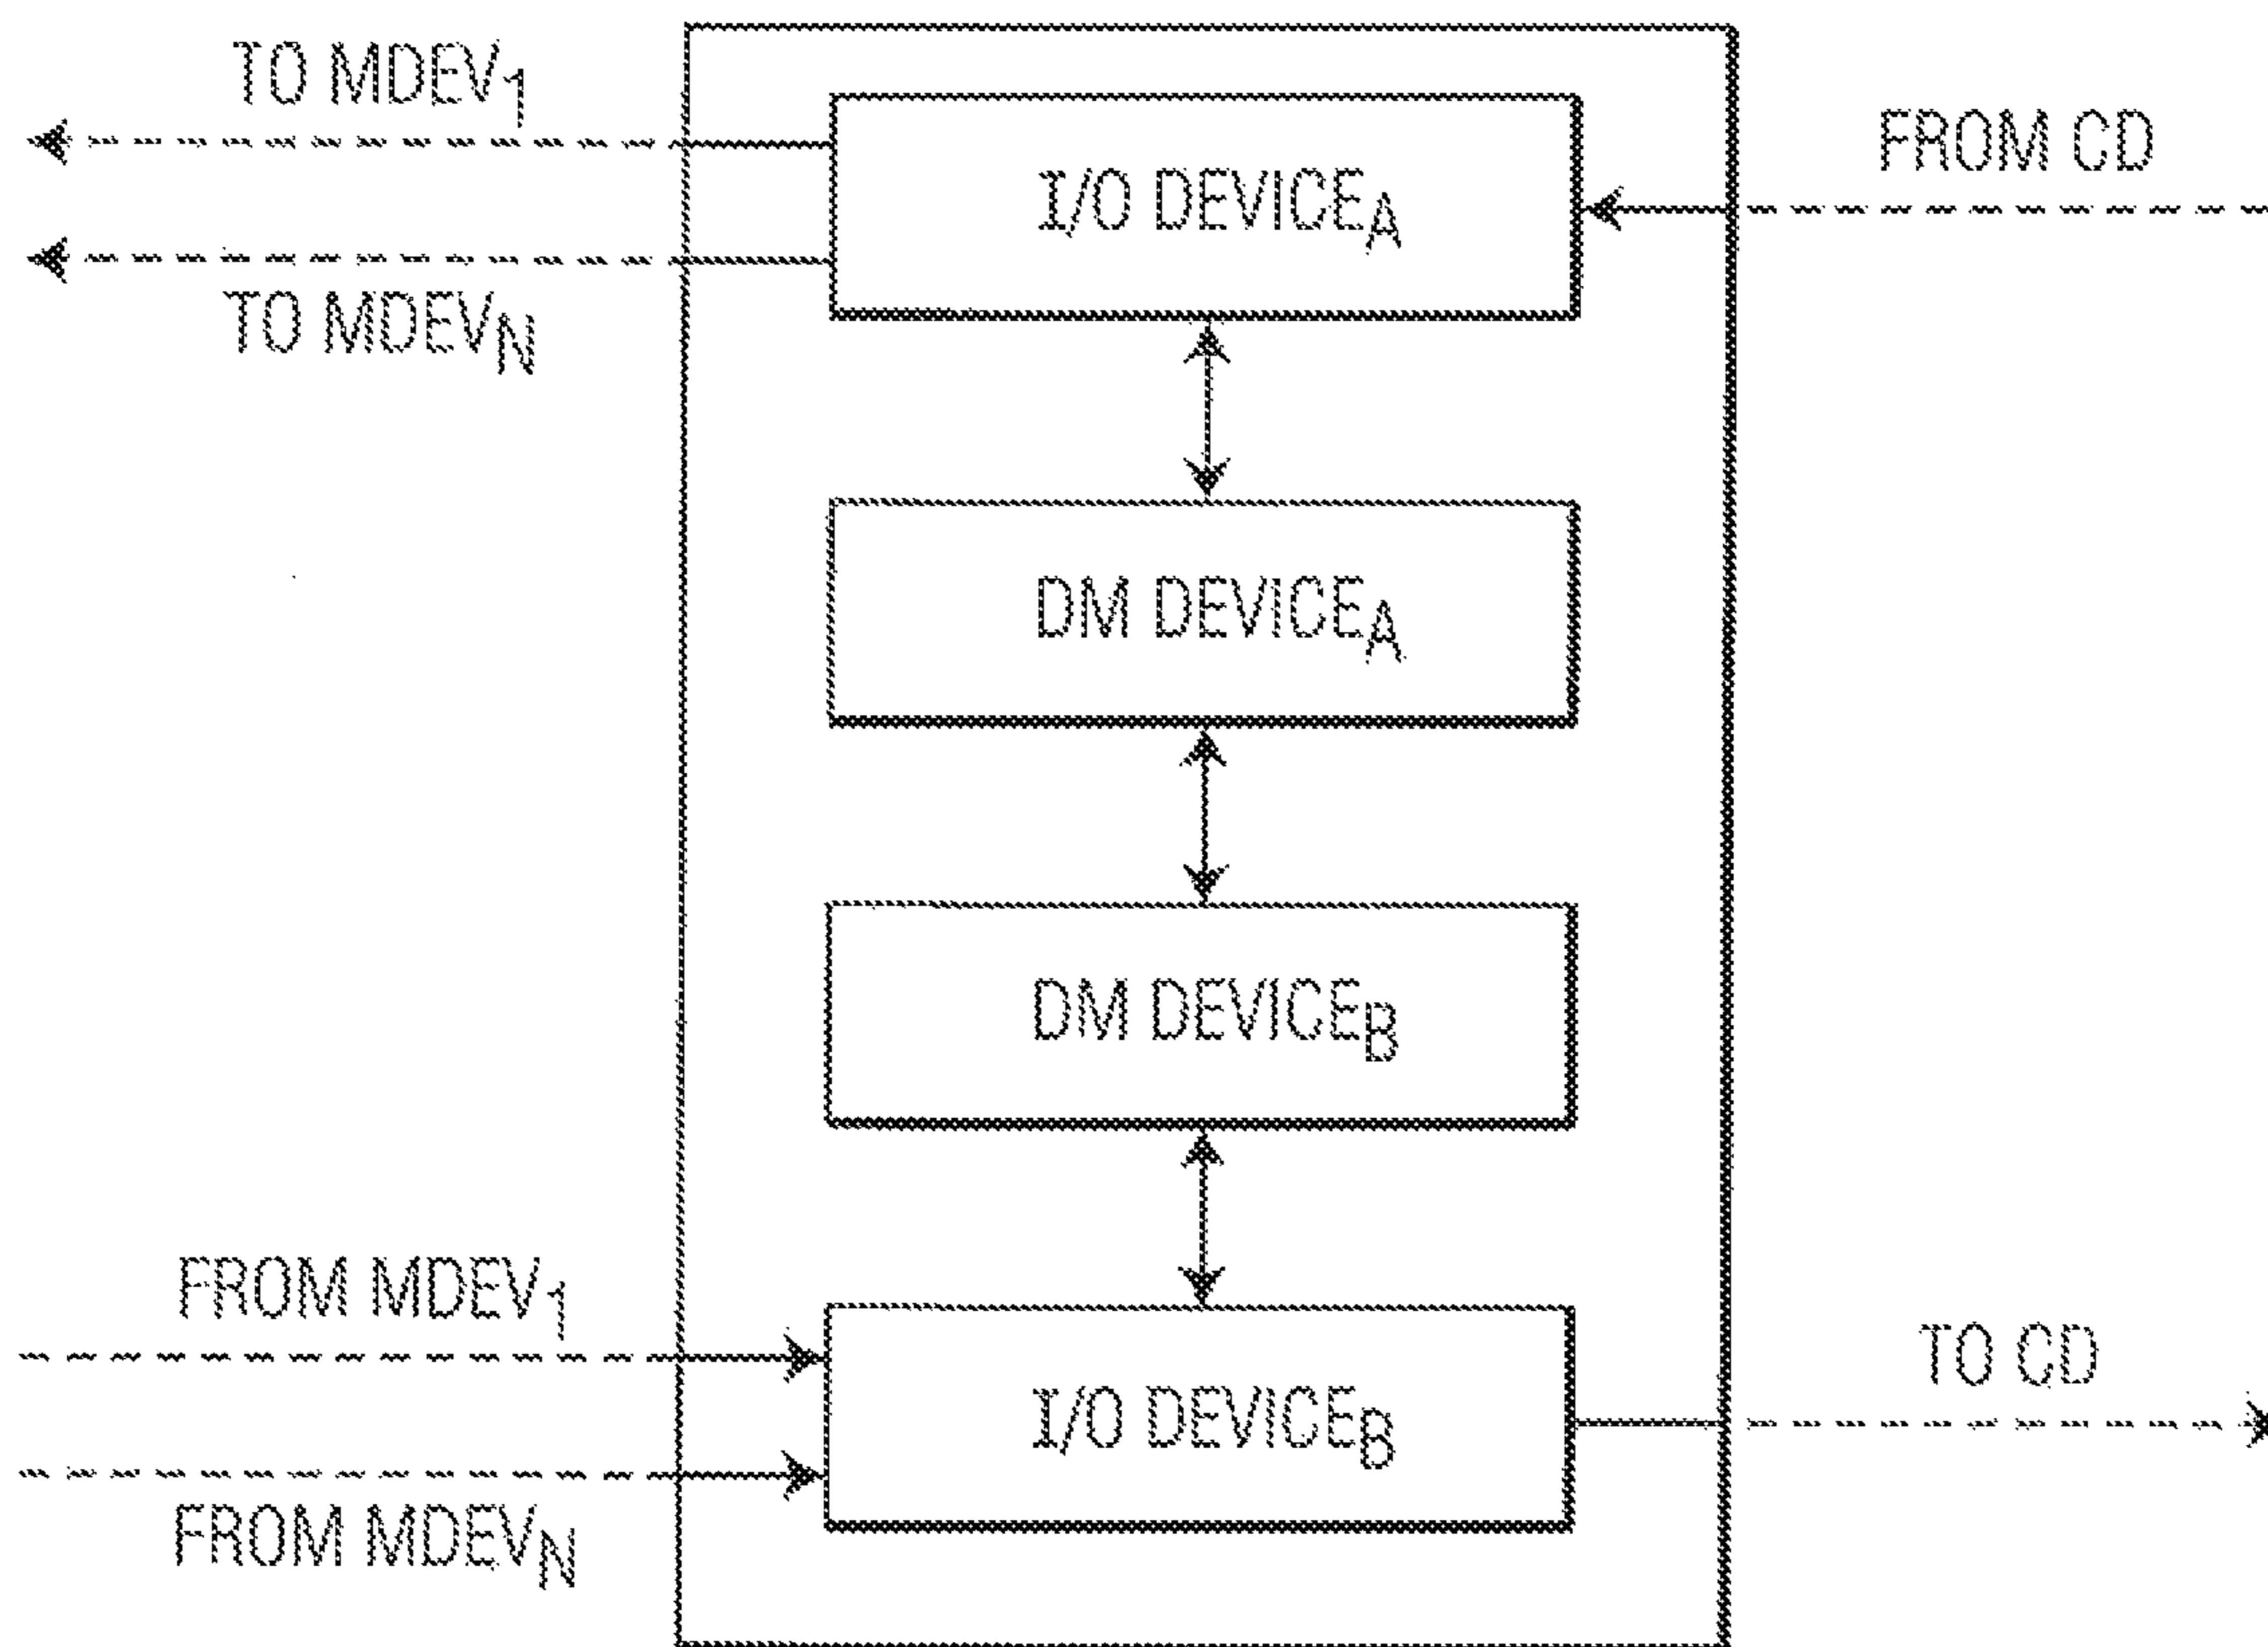 TO MDEV1
FROM CD
I/O DEVICEA
TO MDEVN
DM DEVICEA
DM DEVICEB
FROM MDEV1
TO CD
I/O DEVICEB
FROM MDEVN